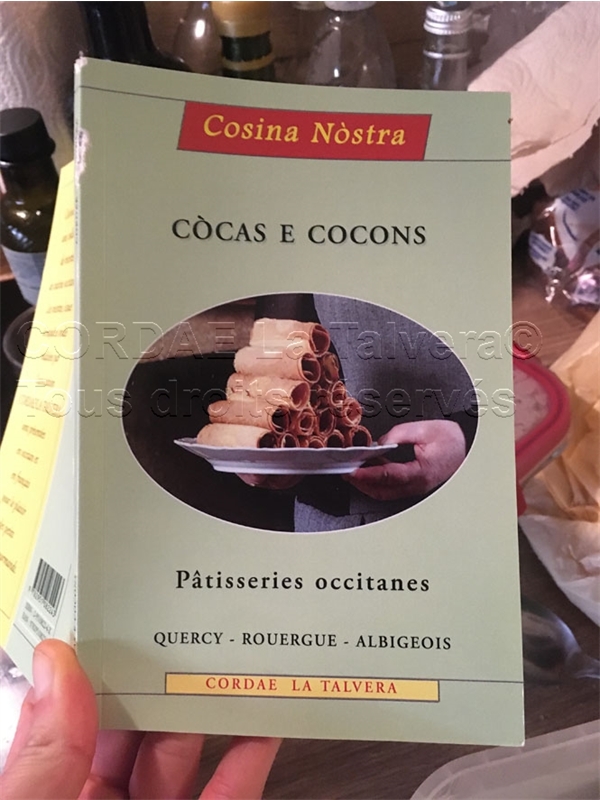 Cosina Nòstra
CÒCAS E COCONS
CORDAE La Talvera©
Tous droits réservés
Pâtisseries occitanes
QUERCY - ROUERGUE - ALBIGEOIS
CORDAE LA TALVERA